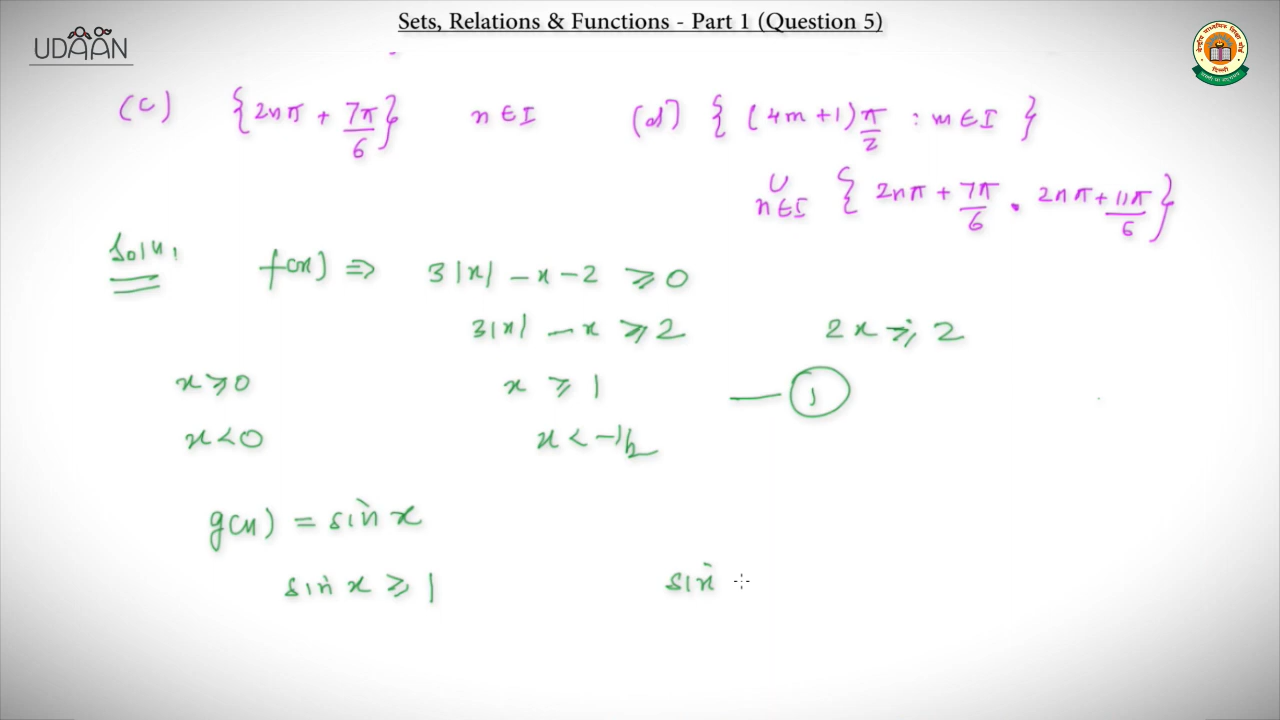 Sets, Relations & Functions - Part 1 (Question 5)
UDAAN
(c) {2nπ + 7π/6} n ∈ I (d) { (4m+1)π/2 : m ∈ I }
∪ n∈I { 2nπ + 7π/6 . 2nπ + 11π/6 }
Soln. f(x) ⇒ 3|x| - x - 2 ⩾ 0
3|x| - x ⩾ 2 2x ⩾ 2
x ⩾ 0 x ⩾ 1 — 1
x < 0 x < -1/2
g(x) = sin x
sin x ⩾ 1 sin